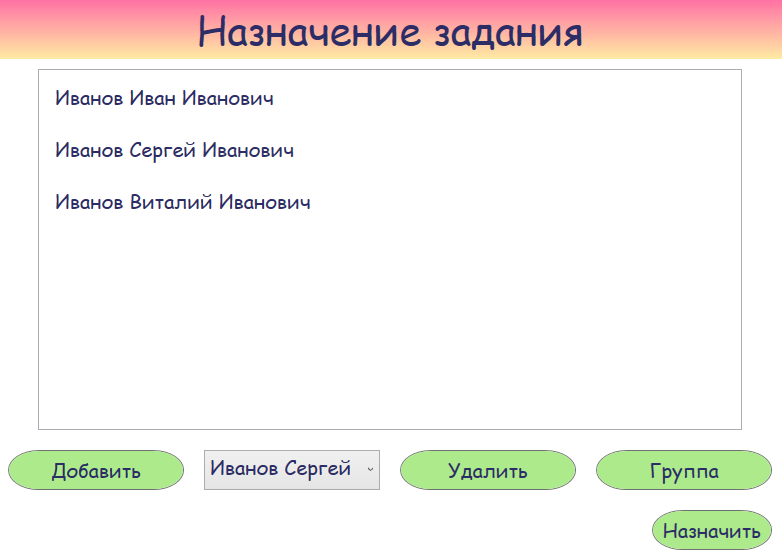 Назначение задания
Иванов Иван Иванович
Иванов Сергей Иванович
Иванов Виталий Иванович
Добавить
Иванов Сергей
Удалить
Группа
Назначить